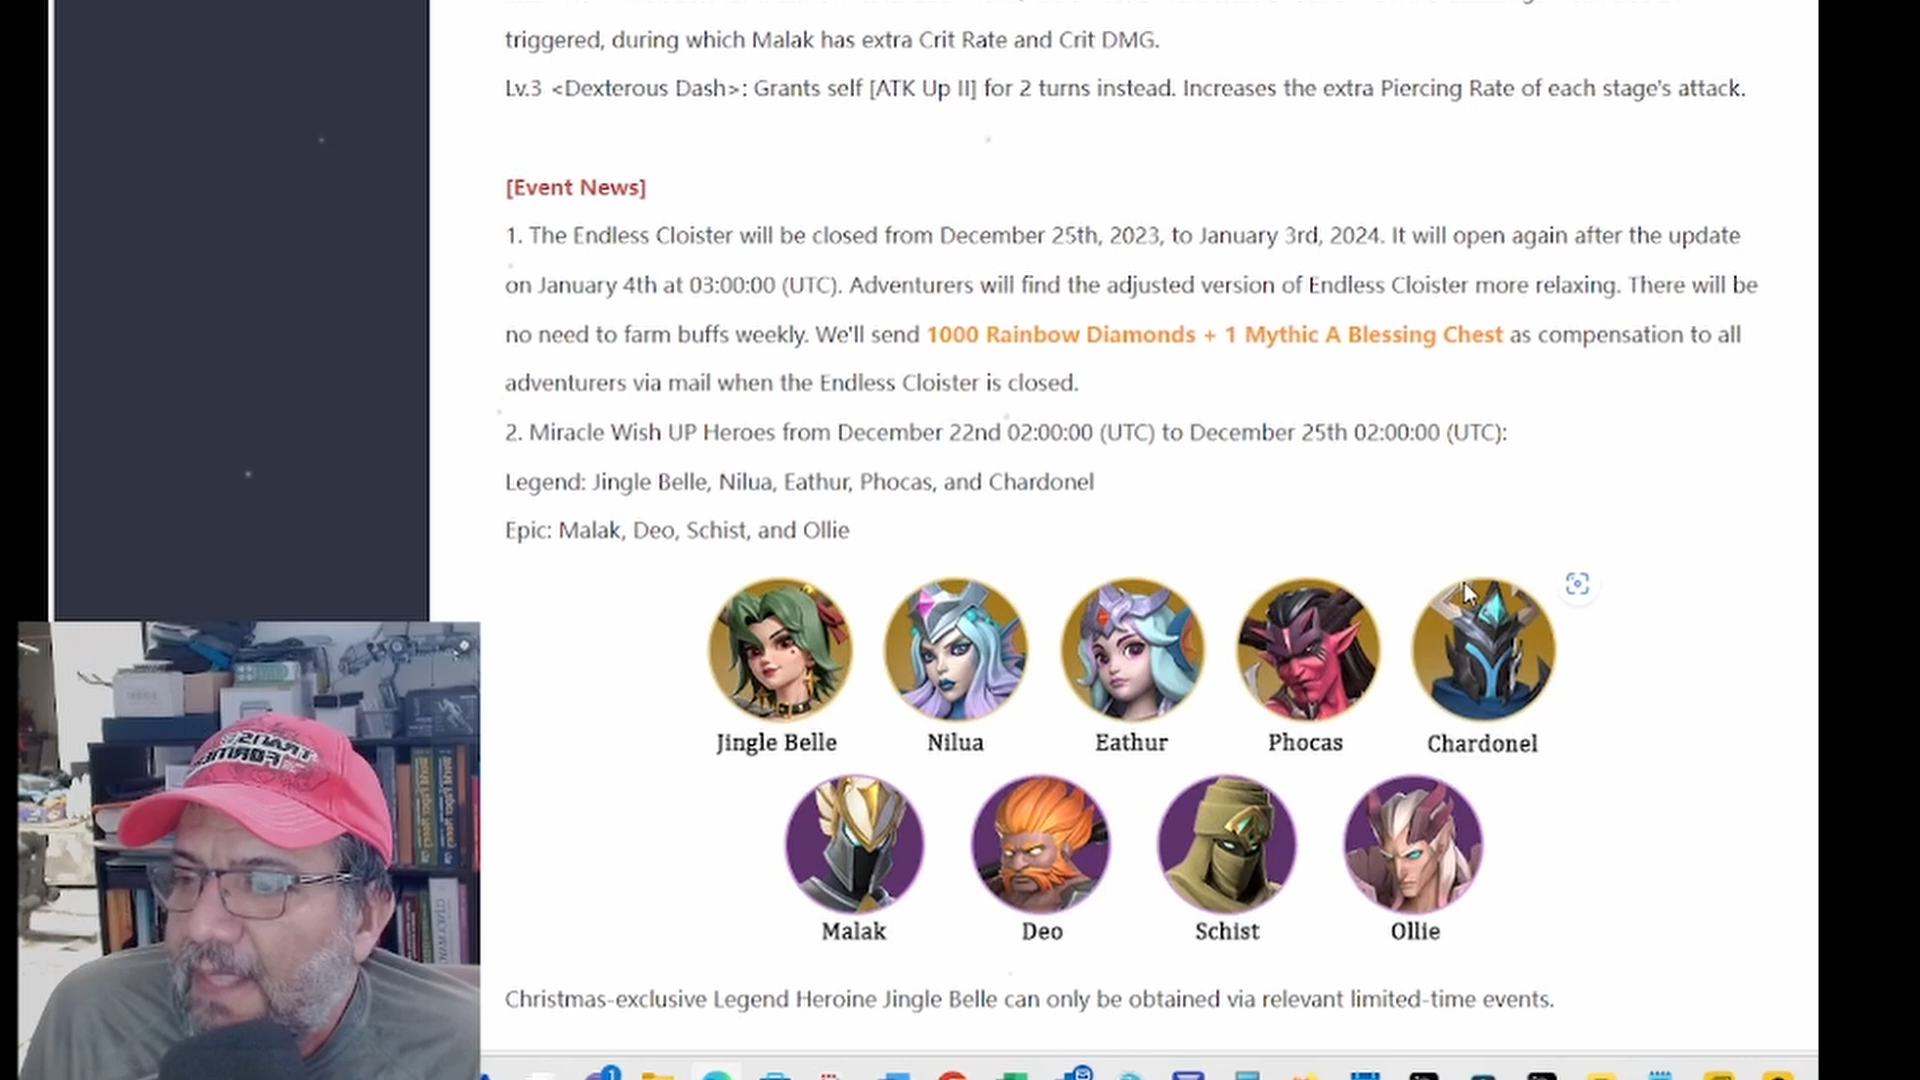 triggered, during which Malak has extra Crit Rate and Crit DMG.
Lv.3 <Dexterous Dash>: Grants self [ATK Up II] for 2 turns instead. Increases the extra Piercing Rate of each stage's attack.
[Event News]
1. The Endless Cloister will be closed from December 25th, 2023, to January 3rd, 2024. It will open again after the update
on January 4th at 03:00:00 (UTC). Adventurers will find the adjusted version of Endless Cloister more relaxing. There will be
no need to farm buffs weekly. We'll send 1000 Rainbow Diamonds + 1 Mythic A Blessing Chest as compensation to all
adventurers via mail when the Endless Cloister is closed.
2. Miracle Wish UP Heroes from December 22nd 02:00:00 (UTC) to December 25th 02:00:00 (UTC):
Legend: Jingle Belle, Nilua, Eathur, Phocas, and Chardonel
Epic: Malak, Deo, Schist, and Ollie
Jingle Belle Nilua Eathur Phocas Chardonel
Malak Deo Schist Ollie
Christmas-exclusive Legend Heroine Jingle Belle can only be obtained via relevant limited-time events.
TRANSFORMERS
1